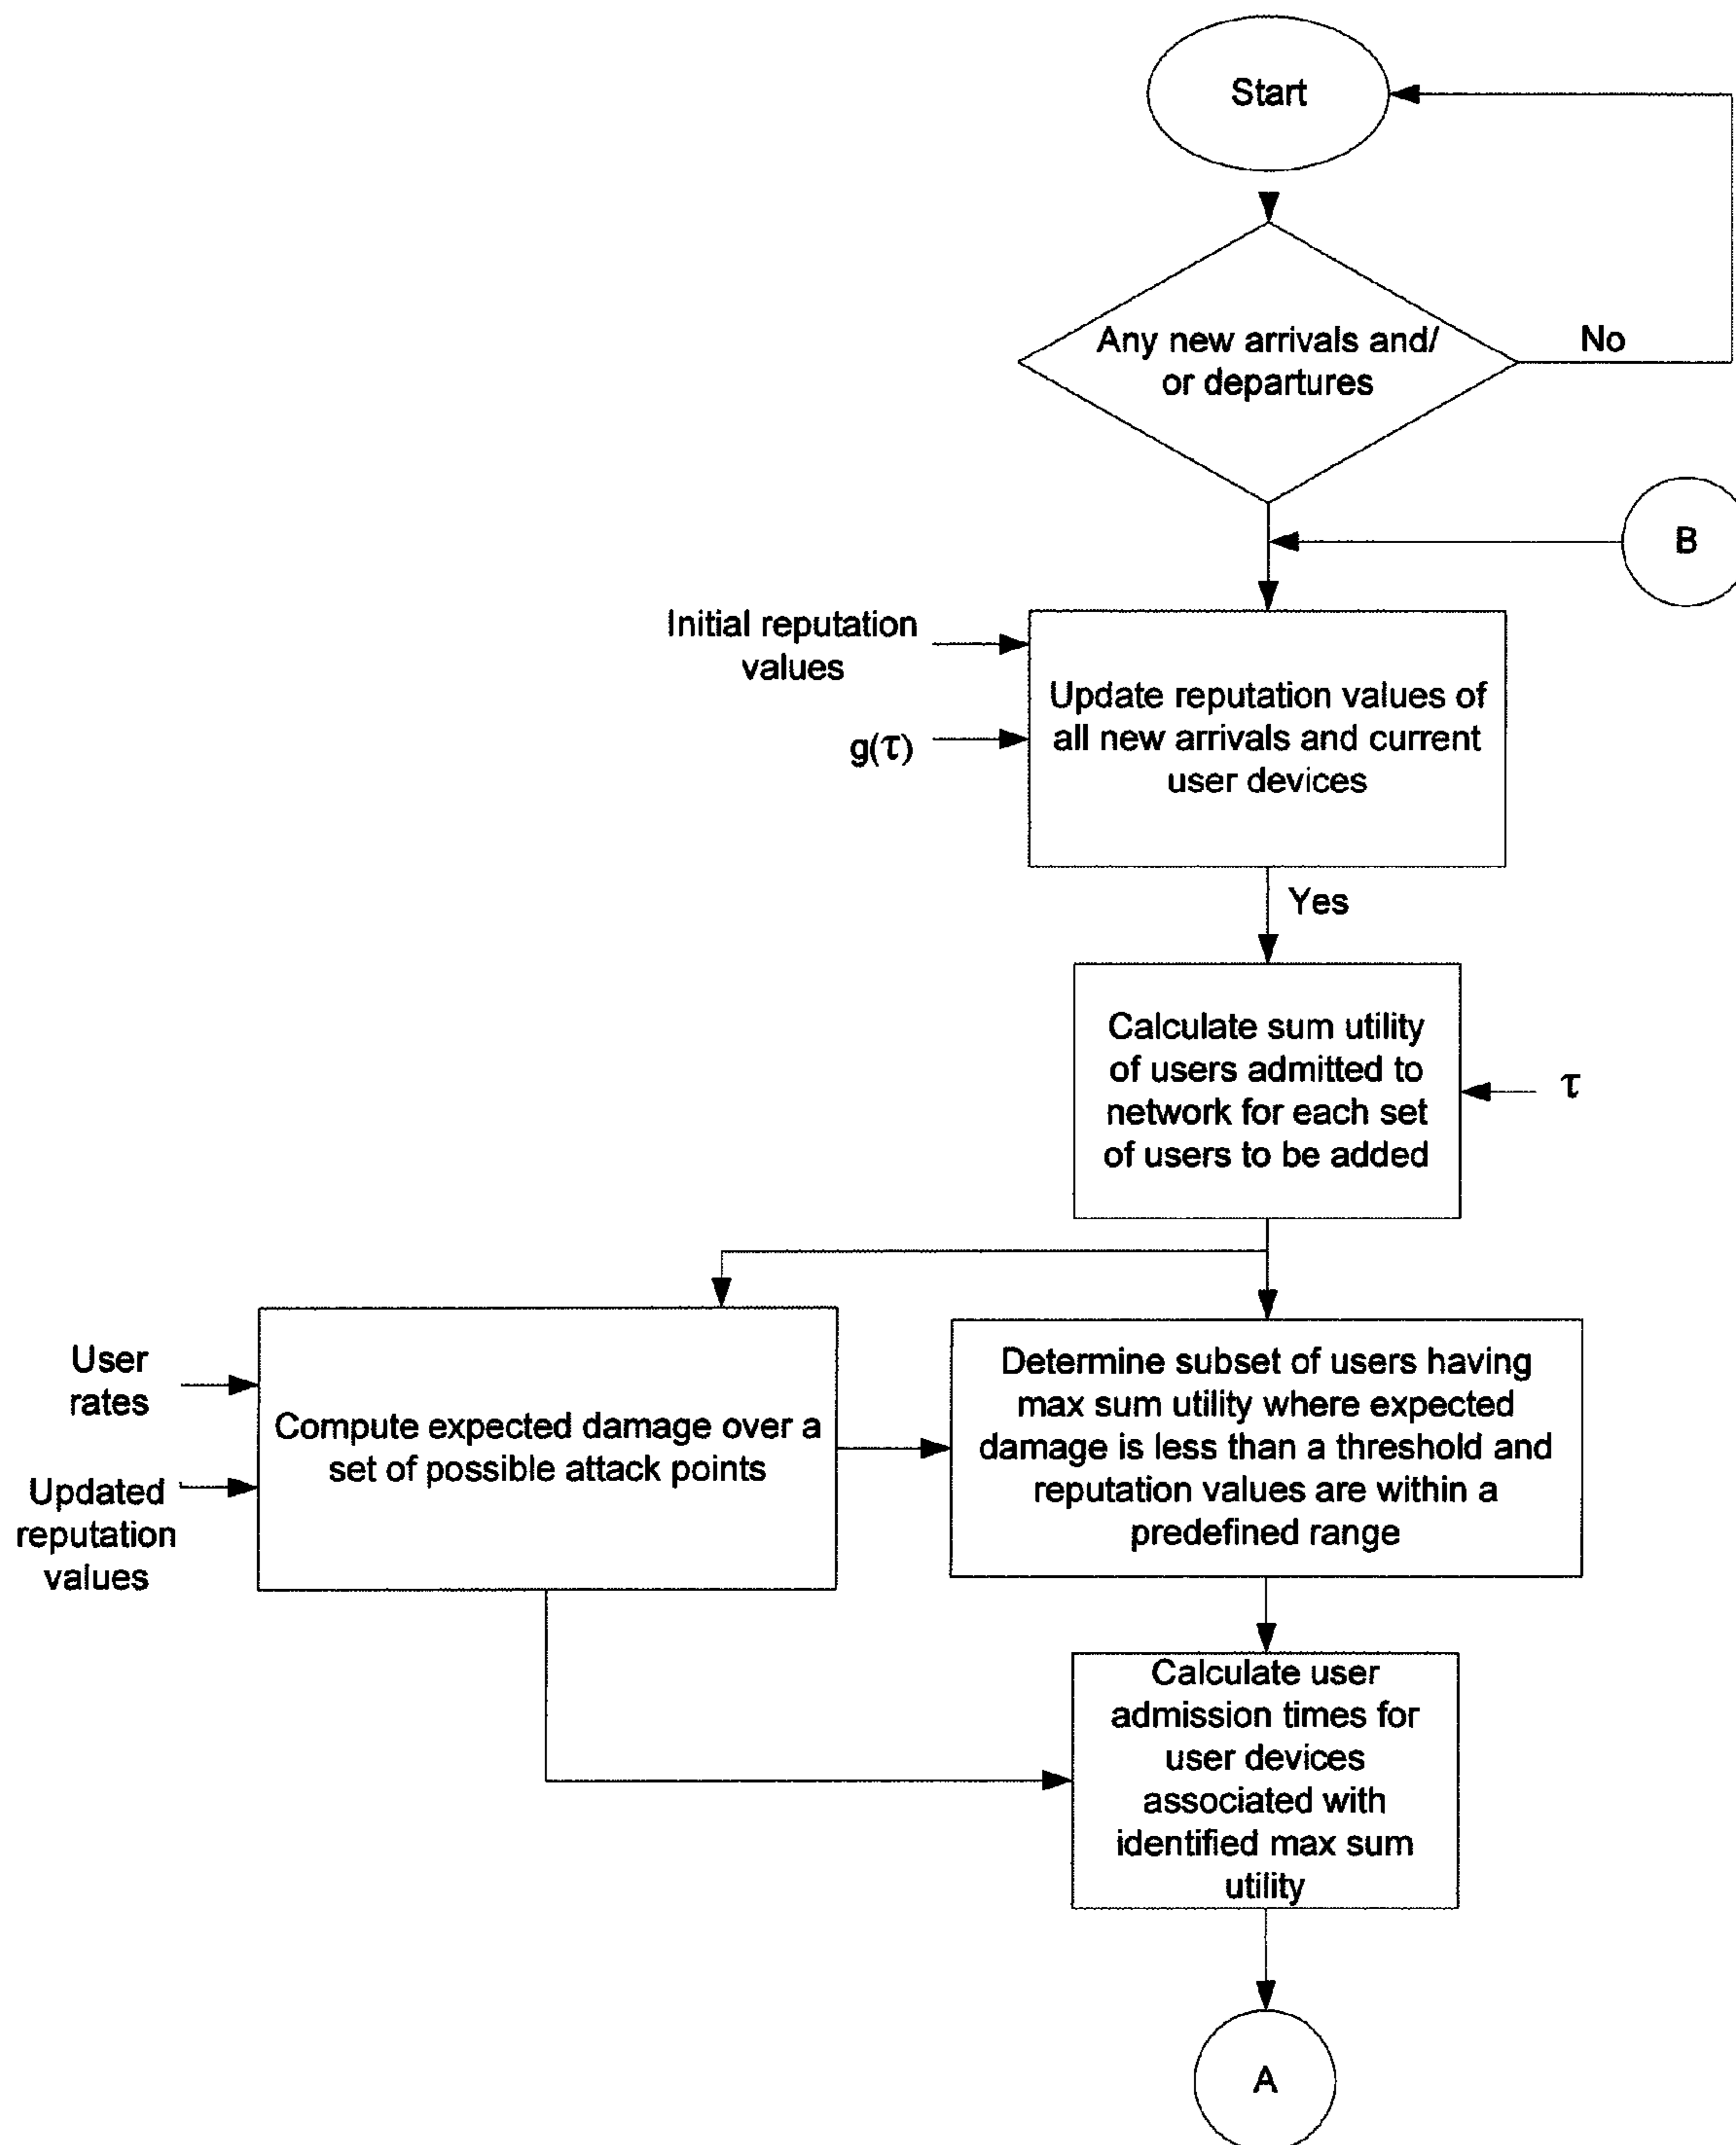 Start
Any new arrivals and/
or departures
No
B
Initial reputation
values
g(τ)
Update reputation values of
all new arrivals and current
user devices
Yes
Calculate sum utility
of users admitted to
network for each set
of users to be added
τ
User
rates
Updated
reputation
values
Compute expected damage over a
set of possible attack points
Determine subset of users having
max sum utility where expected
damage is less than a threshold and
reputation values are within a
predefined range
Calculate user
admission times for
user devices
associated with
identified max sum
utility
A